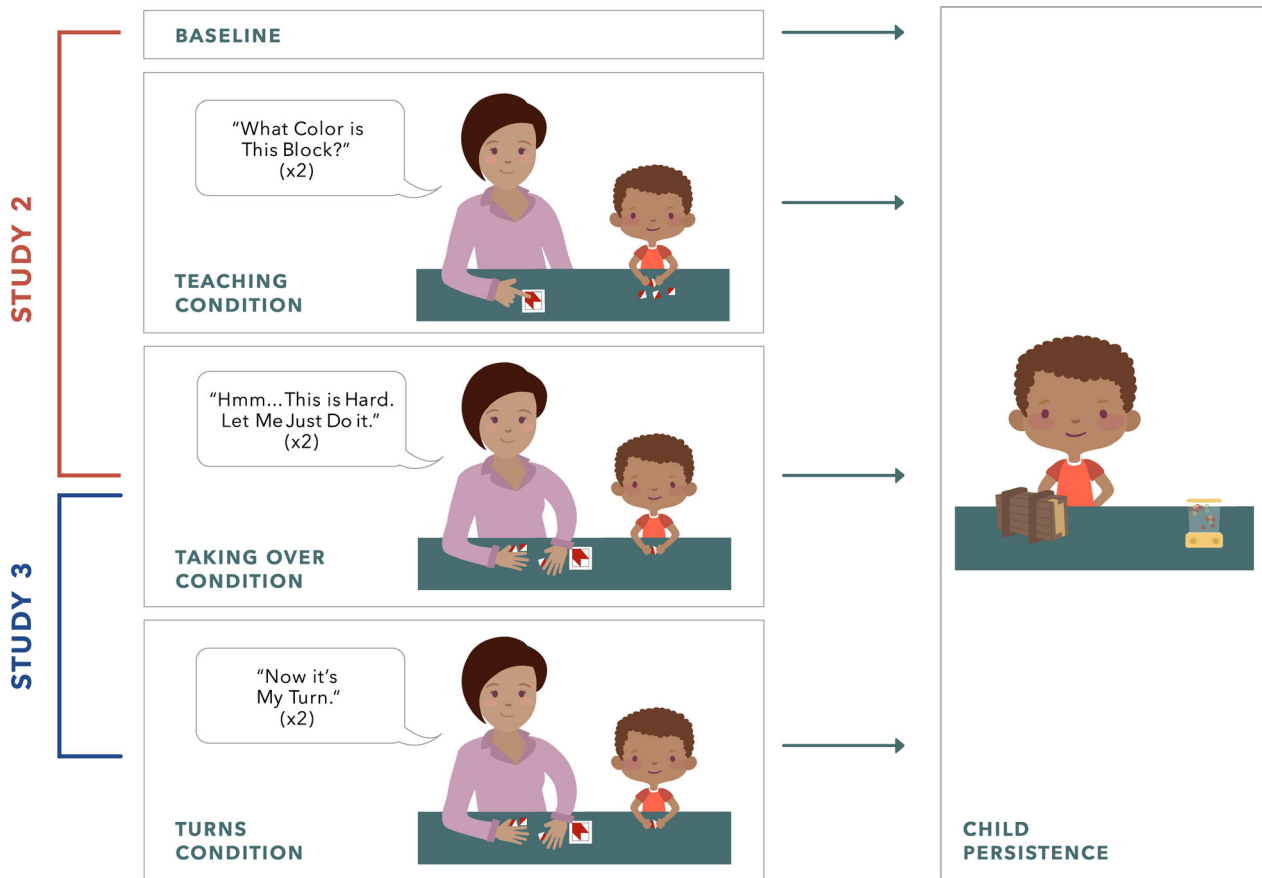 STUDY 2
BASELINE
“What Color is
This Block?”
(x2)
TEACHING
CONDITION
“Hmm...This is Hard.
Let Me Just Do it.”
(x2)
TAKING OVER
CONDITION
STUDY 3
“Now it’s
My Turn.”
(x2)
TURNS
CONDITION
CHILD
PERSISTENCE